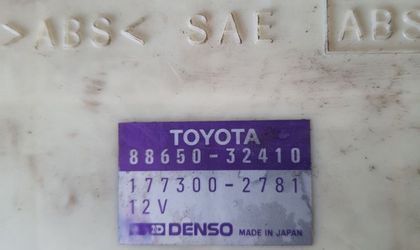 >ABS< SAE ABS
TOYOTA
88650-32410
177300-2781
12V
DENSO MADE IN JAPAN